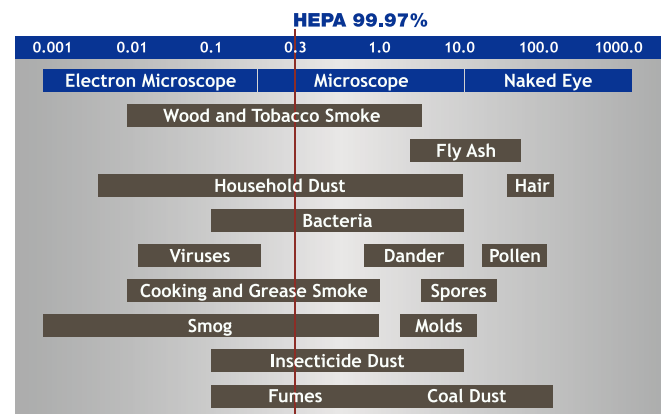 HEPA 99.97%
0.001 0.01 0.1 0.3 1.0 10.0 100.0 1000.0
Electron Microscope Microscope Naked Eye
Wood and Tobacco Smoke
Fly Ash
Household Dust Hair
Bacteria
Viruses Dander Pollen
Cooking and Grease Smoke Spores
Smog Molds
Insecticide Dust
Fumes Coal Dust